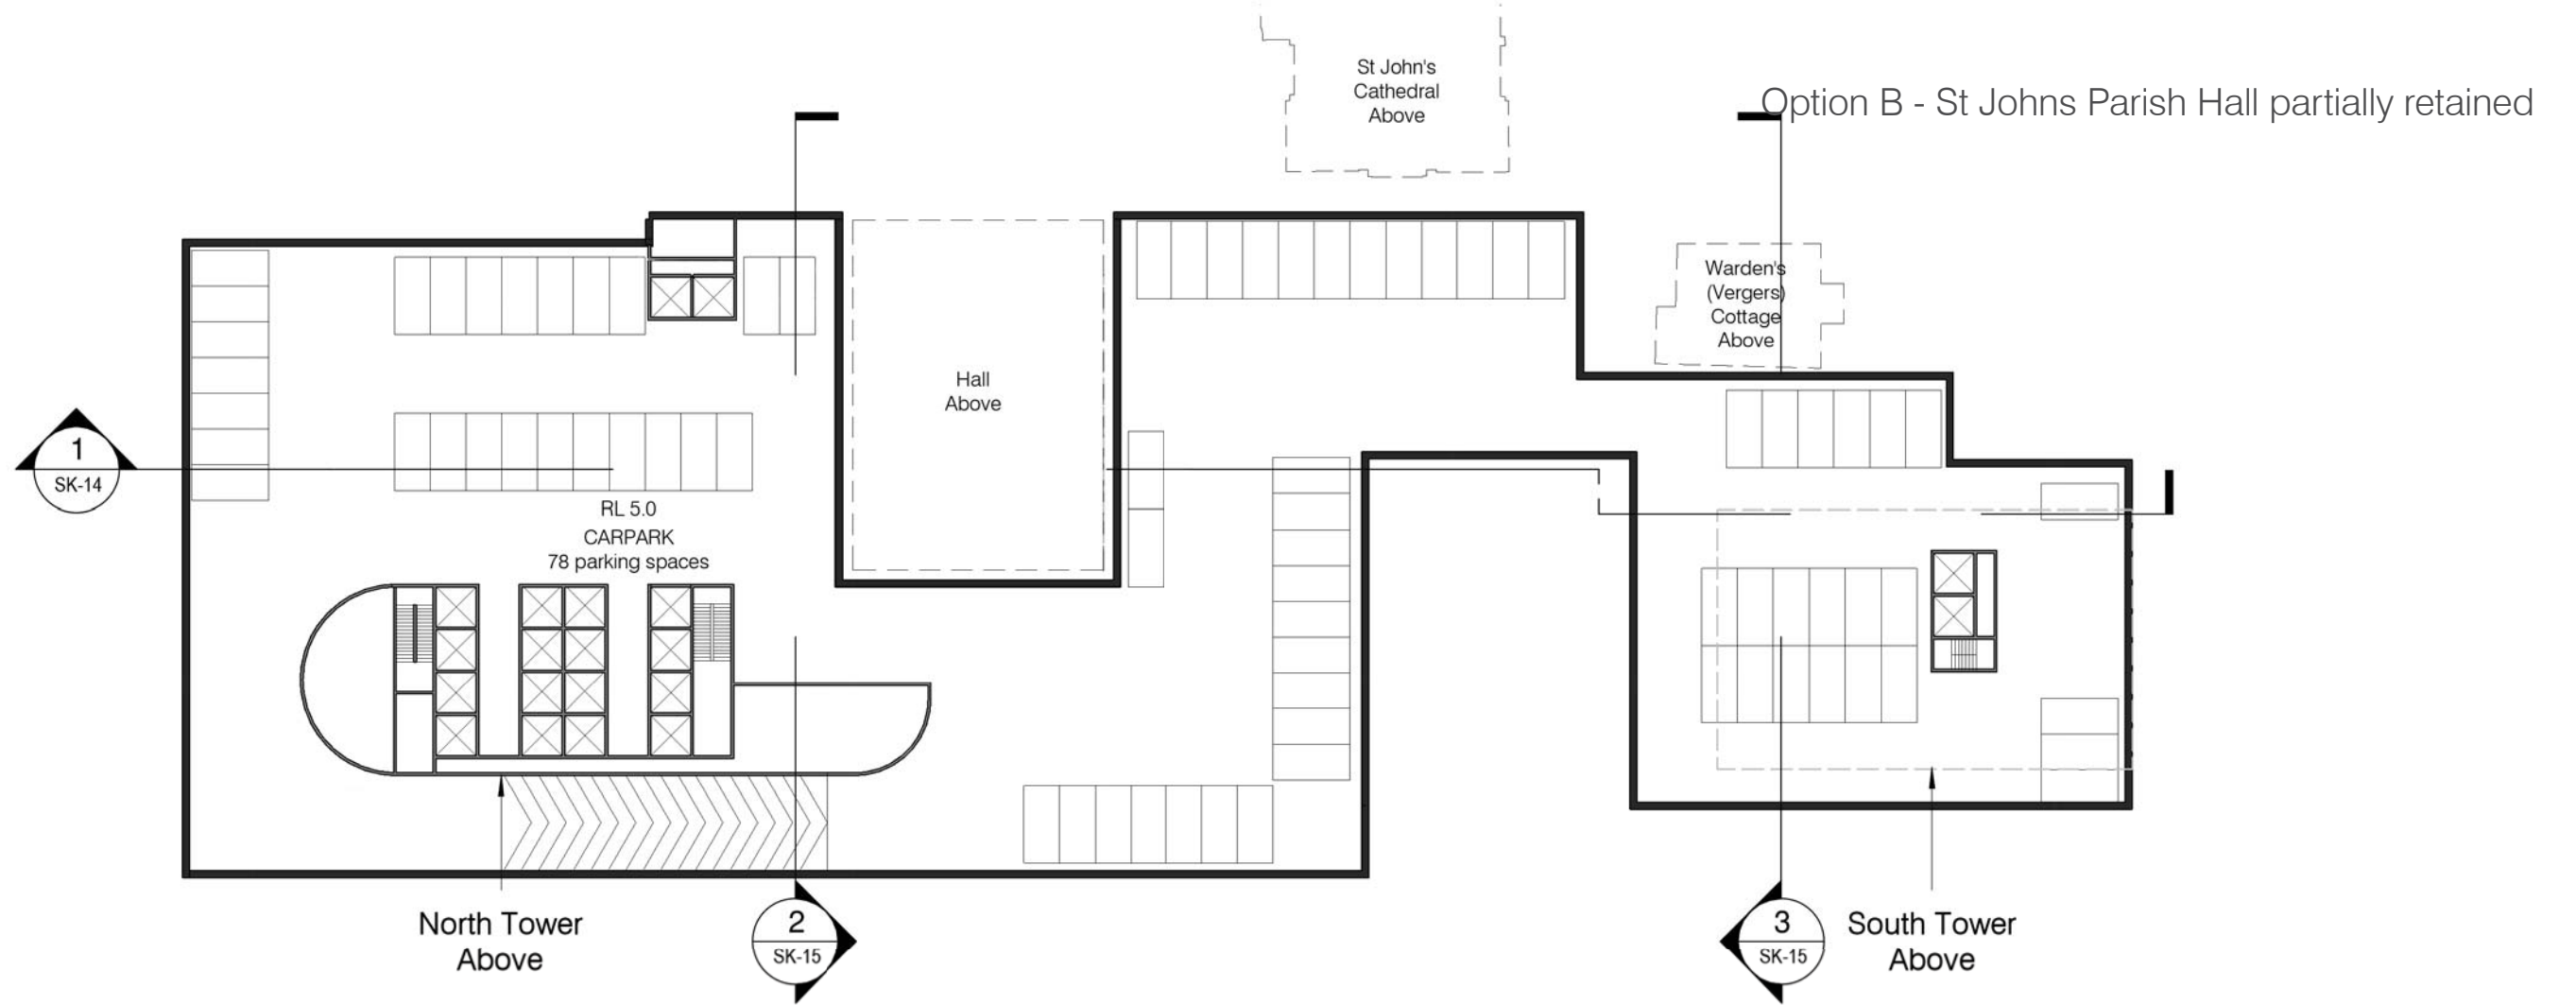 St John's
Cathedral
Above
Option B - St Johns Parish Hall partially retained
Warden's
(Vergers)
Cottage
Above
Hall
Above
1
SK-14
RL 5.0
CARPARK
78 parking spaces
North Tower
Above
2
SK-15
3
SK-15
South Tower
Above